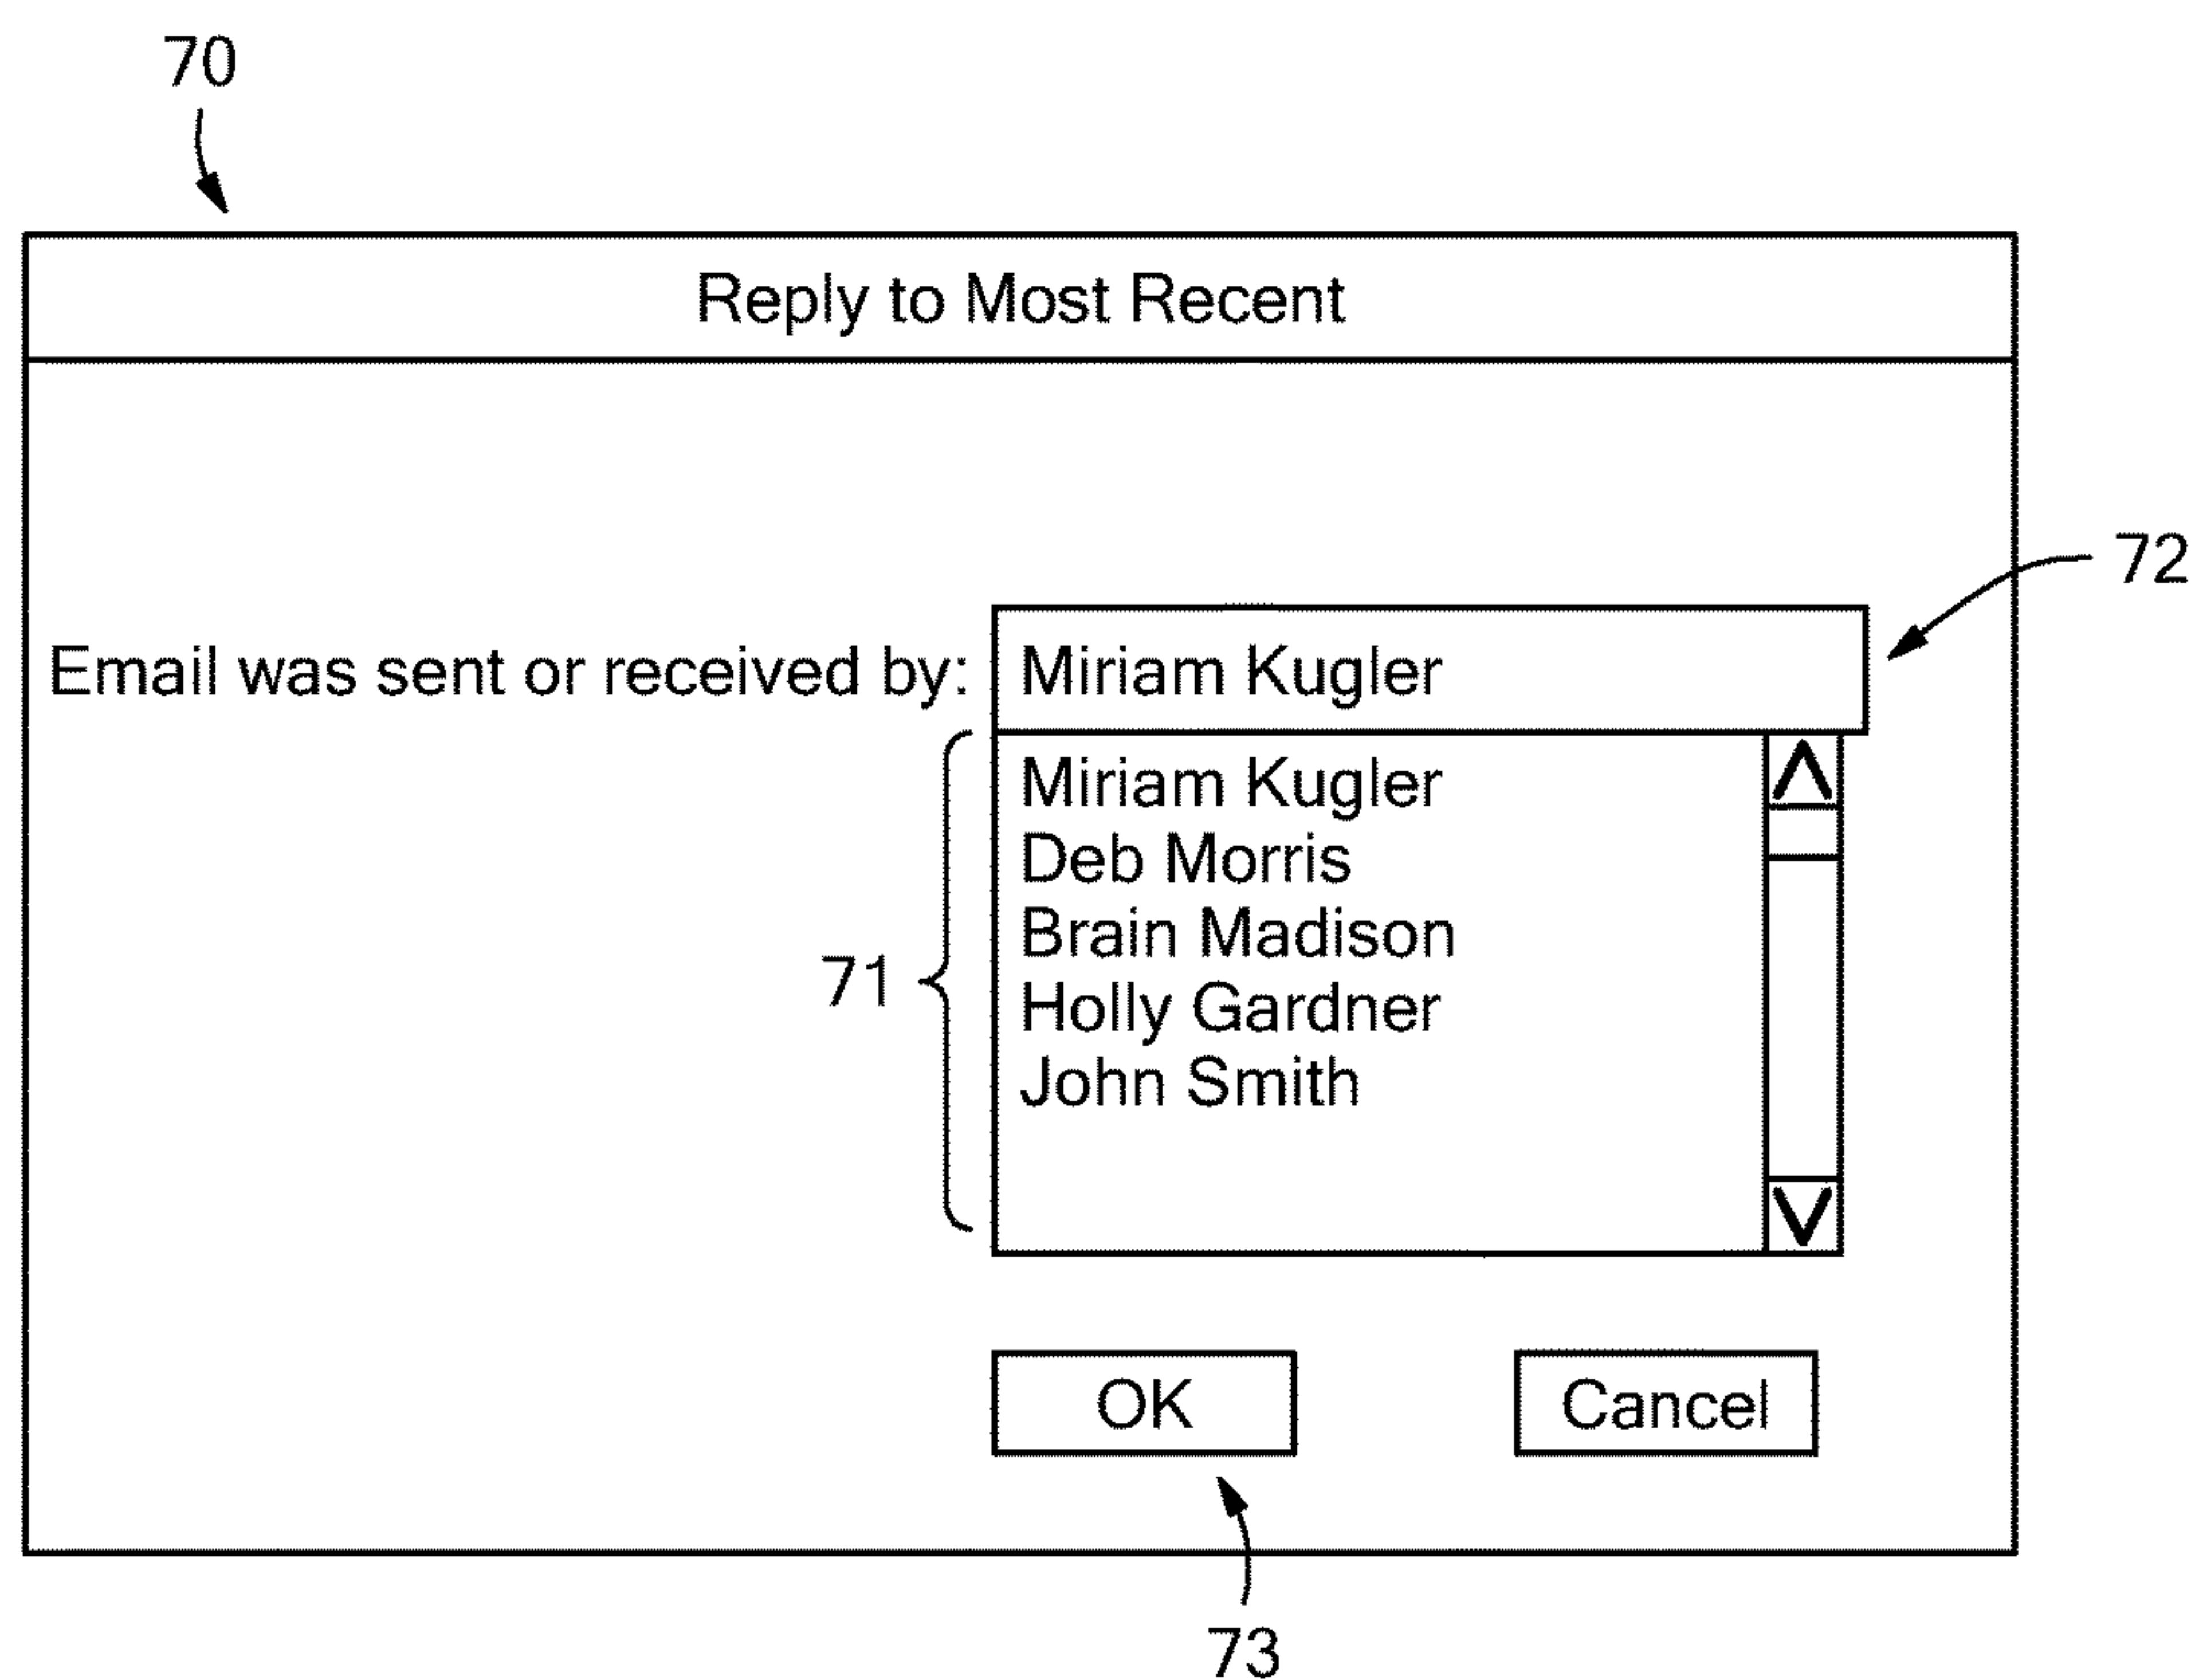 70
Reply to Most Recent
72
Email was sent or received by: Miriam Kugler
Miriam Kugler
Deb Morris
Brain Madison
71
Holly Gardner
John Smith
OK Cancel
73